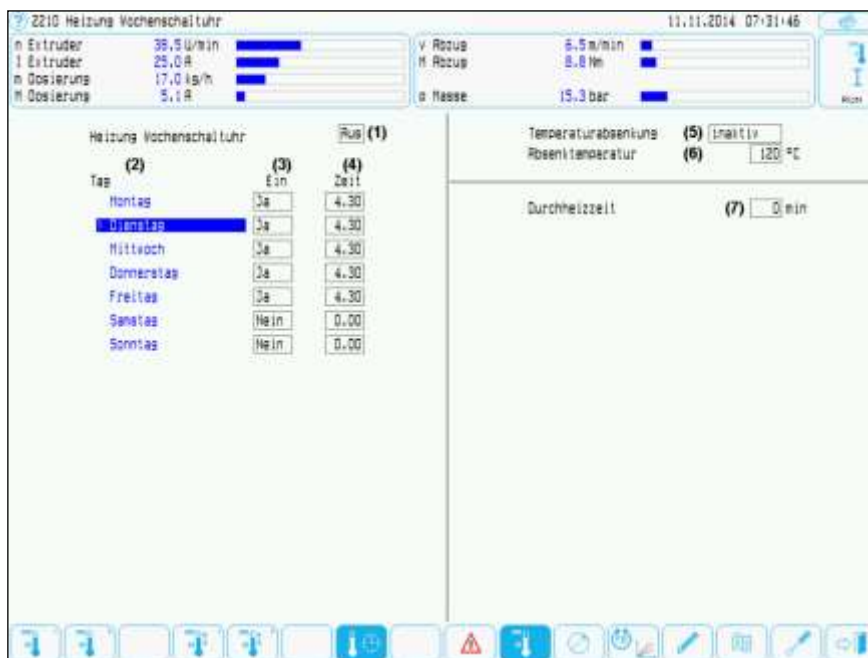 ? 2210 Heizung Wochenschaltuhr 11.11.2014 07:31:46
n Extruder 38.5 U/min
I Extruder 25.0 A
m Dosierung 17.0 kg/h
M Dosierung 5.1 A
v Abzug 6.5 m/min
M Abzug 8.8 Nm
p Masse 15.3 bar
Heizung Wochenschaltuhr Aus (1)
(2) (3) (4)
Tag Ein Zeit
Montag Ja 4.30
Dienstag Ja 4.30
Mittwoch Ja 4.30
Donnerstag Ja 4.30
Freitag Ja 4.30
Samstag Nein 0.00
Sonntag Nein 0.00
Temperaturabsenkung (5) inaktiv
Absenktemperatur (6) 120 °C
Durchheizzeit (7) 0 min